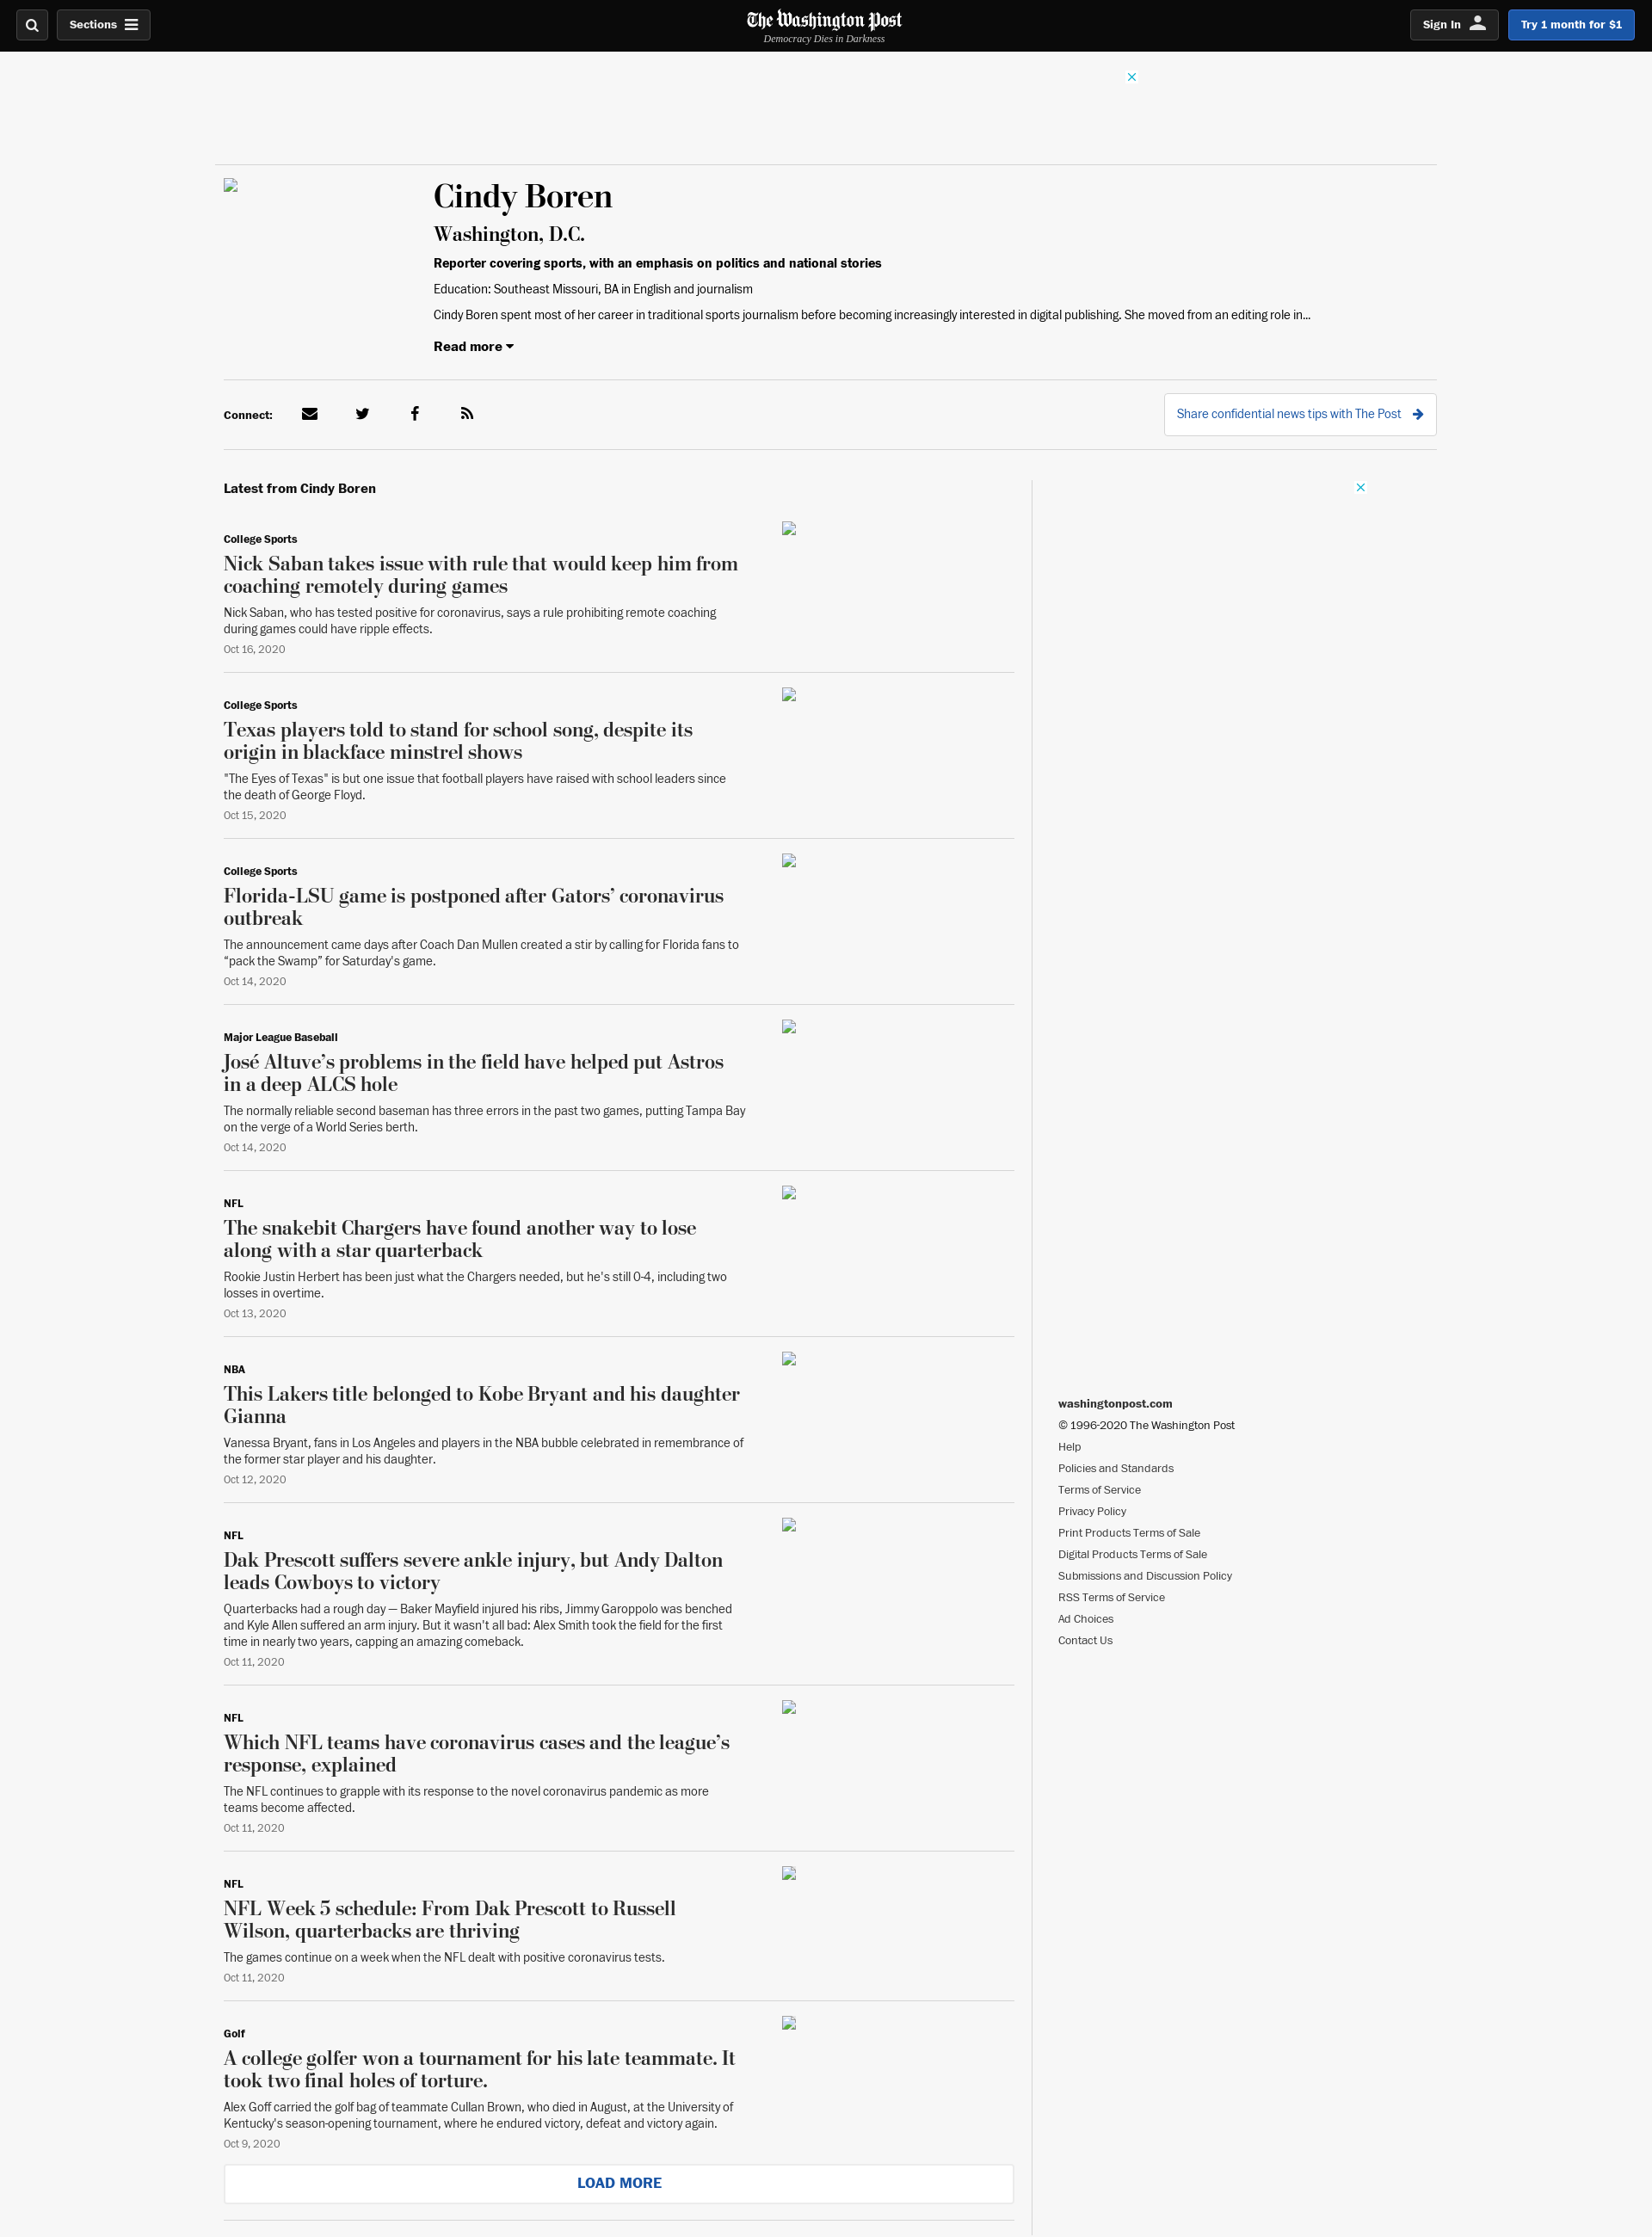 Sections
The Washington Post
Democracy Dies in Darkness
Sign In
Try 1 month for $1
Cindy Boren
Washington, D.C.
Reporter covering sports, with an emphasis on politics and national stories
Education: Southeast Missouri, BA in English and journalism
Cindy Boren spent most of her career in traditional sports journalism before becoming increasingly interested in digital publishing. She moved from an editing role in...
Read more
Connect:
Share confidential news tips with The Post
Latest from Cindy Boren
College Sports
Nick Saban takes issue with rule that would keep him from
coaching remotely during games
Nick Saban, who has tested positive for coronavirus, says a rule prohibiting remote coaching
during games could have ripple effects.
Oct 16, 2020
College Sports
Texas players told to stand for school song, despite its
origin in blackface minstrel shows
"The Eyes of Texas" is but one issue that football players have raised with school leaders since
the death of George Floyd.
Oct 15, 2020
College Sports
Florida-LSU game is postponed after Gators’ coronavirus
outbreak
The announcement came days after Coach Dan Mullen created a stir by calling for Florida fans to
“pack the Swamp” for Saturday's game.
Oct 14, 2020
Major League Baseball
José Altuve’s problems in the field have helped put Astros
in a deep ALCS hole
The normally reliable second baseman has three errors in the past two games, putting Tampa Bay
on the verge of a World Series berth.
Oct 14, 2020
NFL
The snakebit Chargers have found another way to lose
along with a star quarterback
Rookie Justin Herbert has been just what the Chargers needed, but he's still 0-4, including two
losses in overtime.
Oct 13, 2020
NBA
This Lakers title belonged to Kobe Bryant and his daughter
Gianna
Vanessa Bryant, fans in Los Angeles and players in the NBA bubble celebrated in remembrance of
the former star player and his daughter.
Oct 12, 2020
NFL
Dak Prescott suffers severe ankle injury, but Andy Dalton
leads Cowboys to victory
Quarterbacks had a rough day — Baker Mayfield injured his ribs, Jimmy Garoppolo was benched
and Kyle Allen suffered an arm injury. But it wasn't all bad: Alex Smith took the field for the first
time in nearly two years, capping an amazing comeback.
Oct 11, 2020
NFL
Which NFL teams have coronavirus cases and the league’s
response, explained
The NFL continues to grapple with its response to the novel coronavirus pandemic as more
teams become affected.
Oct 11, 2020
NFL
NFL Week 5 schedule: From Dak Prescott to Russell
Wilson, quarterbacks are thriving
The games continue on a week when the NFL dealt with positive coronavirus tests.
Oct 11, 2020
Golf
A college golfer won a tournament for his late teammate. It
took two final holes of torture.
Alex Goff carried the golf bag of teammate Cullan Brown, who died in August, at the University of
Kentucky's season-opening tournament, where he endured victory, defeat and victory again.
Oct 9, 2020
LOAD MORE
washingtonpost.com
© 1996-2020 The Washington Post
Help
Policies and Standards
Terms of Service
Privacy Policy
Print Products Terms of Sale
Digital Products Terms of Sale
Submissions and Discussion Policy
RSS Terms of Service
Ad Choices
Contact Us